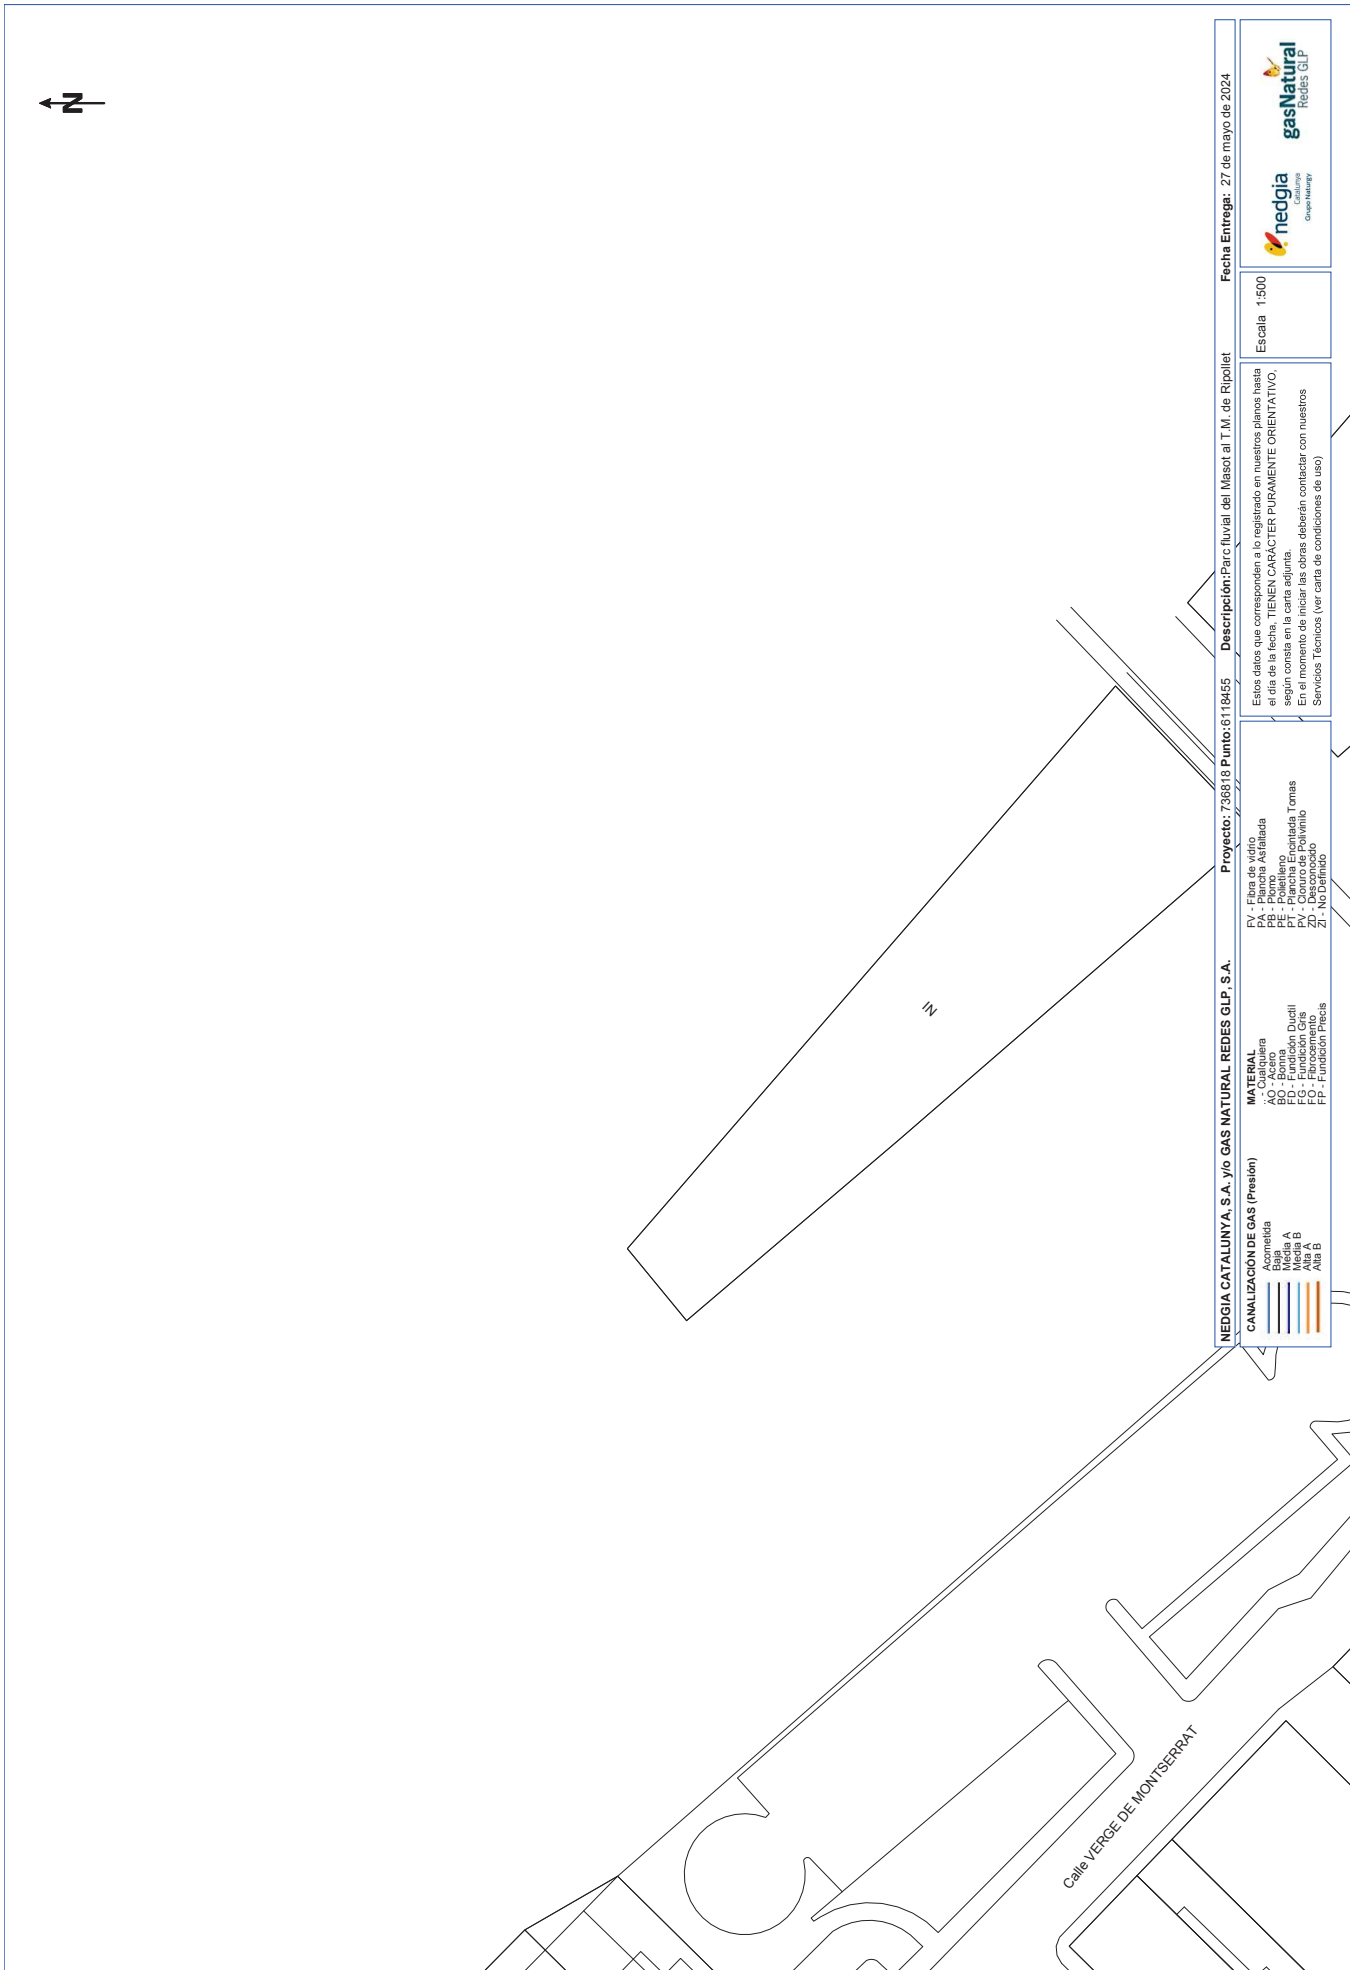 N
NI
Calle VERGE DE MONTSERRAT
NEDGIA CATALUNYA, S.A. y/o GAS NATURAL REDES GLP, S.A.
Proyecto: 736818 Punto:6118455
Descripción:Parc fluvial del Masot al T.M. de Ripollet
Fecha Entrega: 27 de mayo de 2024
CANALIZACIÓN DE GAS (Presión)
Acometida
Baja
Media A
Media B
Alta A
Alta B
MATERIAL
.. - Cualquiera
AO - Acero
BO - Bonna
FD - Fundición Ductil
FG - Fundición Gris
FO - Fibrocemento
FP - Fundición Precis
FV - Fibra de vidrio
PA - Plancha Asfaltada
PB - Plomo
PE - Polietileno
PT - Plancha Encintada Tomas
PV - Cloruro de Polivinilo
ZD - Desconocido
ZI - No Definido
Estos datos que corresponden a lo registrado en nuestros planos hasta
el día de la fecha, TIENEN CARÁCTER PURAMENTE ORIENTATIVO,
según consta en la carta adjunta.
En el momento de iniciar las obras deberán contactar con nuestros
Servicios Técnicos (ver carta de condiciones de uso)
Escala 1:500
nedgia
Catalunya
Grupo Naturgy
gasNatural
Redes GLP